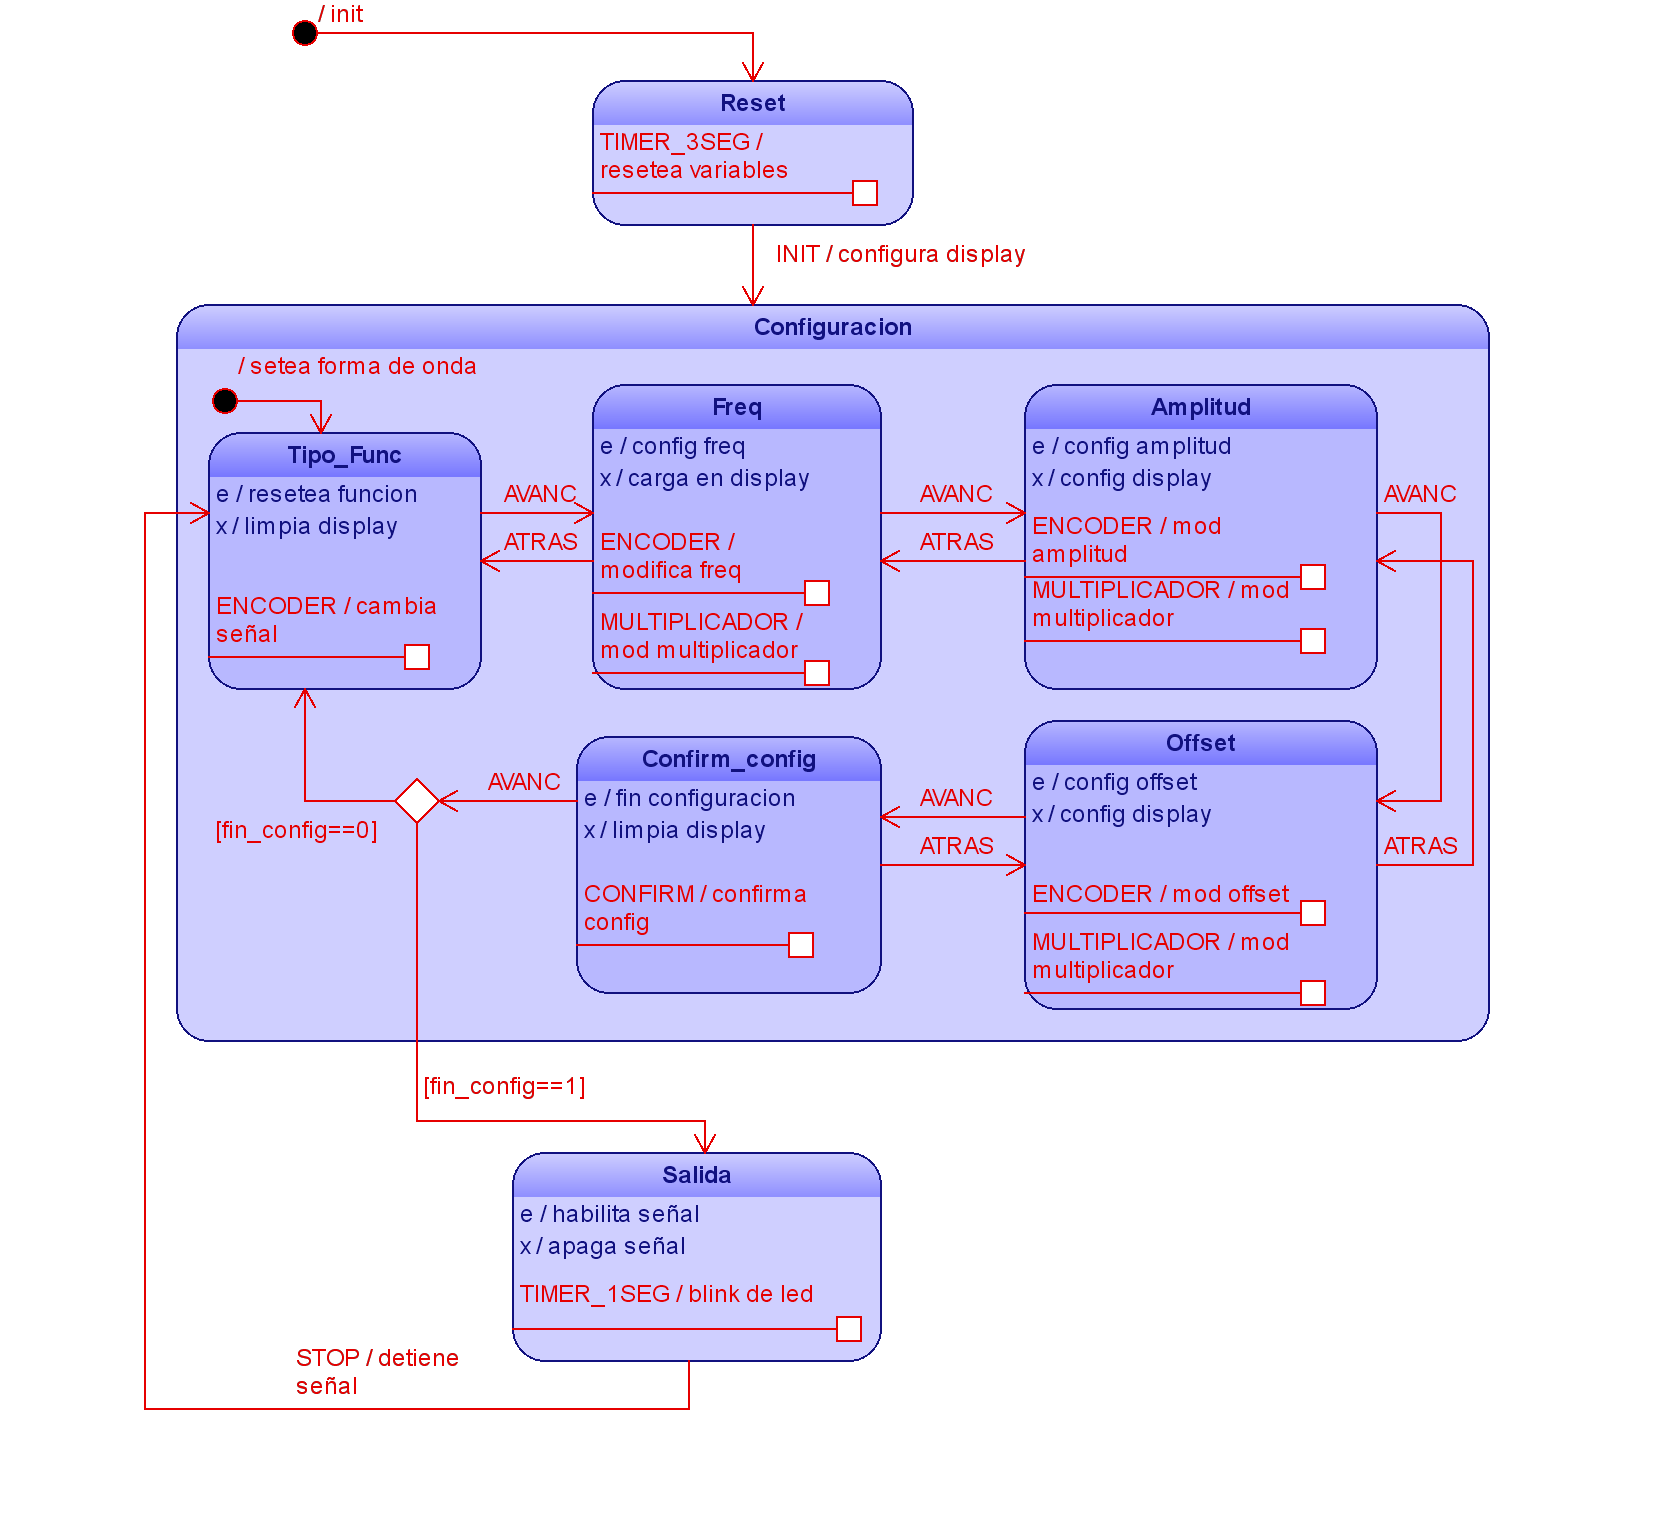 / init
Reset
TIMER_3SEG /
resetea variables
INIT / configura display
Configuracion
/ setea forma de onda
Tipo_Func
e / resetea funcion
x / limpia display
ENCODER / cambia
señal
AVANC
ATRAS
Freq
e / config freq
x / carga en display
ENCODER /
modifica freq
MULTIPLICADOR /
mod multiplicador
AVANC
ATRAS
Amplitud
e / config amplitud
x / config display
ENCODER / mod
amplitud
MULTIPLICADOR / mod
multiplicador
AVANC
ATRAS
Offset
e / config offset
x / config display
ENCODER / mod offset
MULTIPLICADOR / mod
multiplicador
AVANC
ATRAS
Confirm_config
e / fin configuracion
x / limpia display
CONFIRM / confirma
config
AVANC
[fin_config==0]
[fin_config==1]
Salida
e / habilita señal
x / apaga señal
TIMER_1SEG / blink de led
STOP / detiene
señal